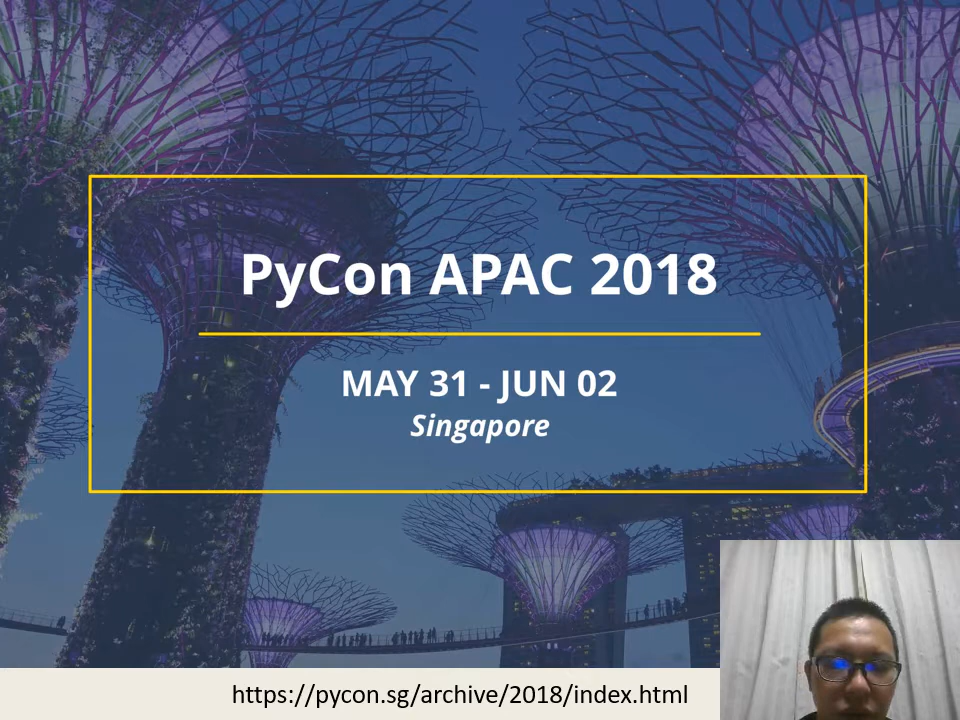 PyCon APAC 2018
MAY 31 - JUN 02
Singapore
https://pycon.sg/archive/2018/index.html